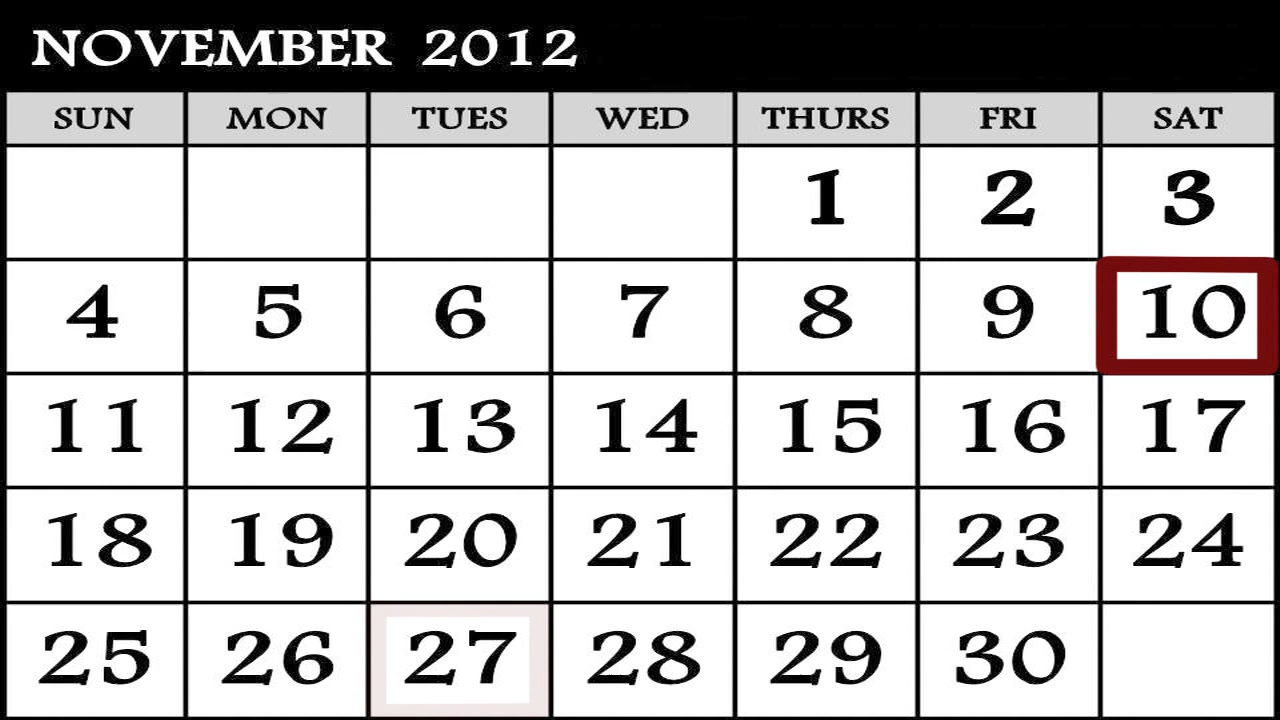 NOVEMBER 2012
SUN MON TUES WED THURS FRI SAT
1 2 3
4 5 6 7 8 9 10
11 12 13 14 15 16 17
18 19 20 21 22 23 24
25 26 27 28 29 30